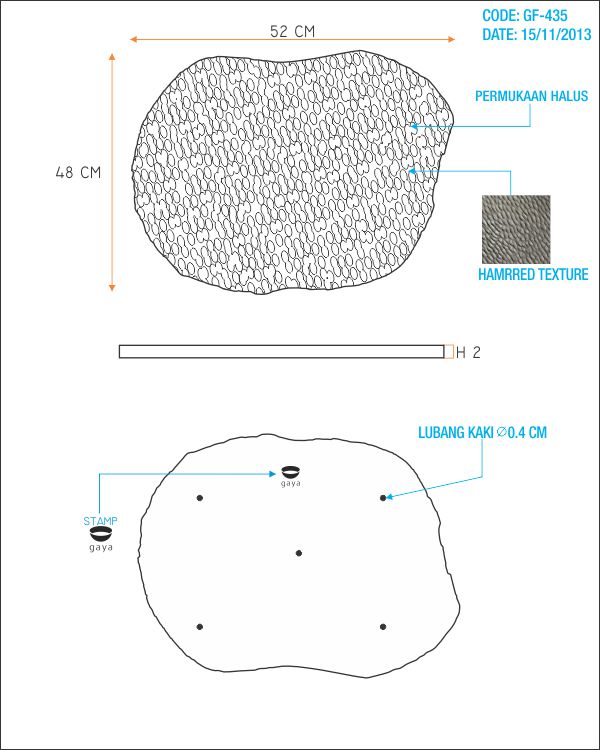 CODE: GF-435
DATE: 15/11/2013
52 CM
PERMUKAAN HALUS
48 CM
HAMRRED TEXTURE
H 2
LUBANG KAKI ∅0.4 CM
gaya
STAMP
gaya